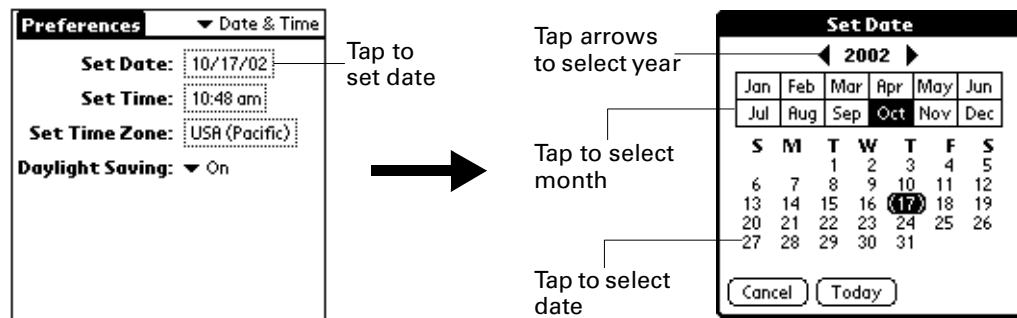 Preferences
Date & Time
Set Date: 10/17/02
Set Time: 10:48 am
Set Time Zone: USA (Pacific)
Daylight Saving: On
Tap to
set date
Tap arrows
to select year
Tap to select
month
Tap to select
date
Set Date
2002
Jan Feb Mar Apr May Jun
Jul Aug Sep Oct Nov Dec
S M T W T F S
1 2 3 4 5
6 7 8 9 10 11 12
13 14 15 16 17 18 19
20 21 22 23 24 25 26
27 28 29 30 31
Cancel Today